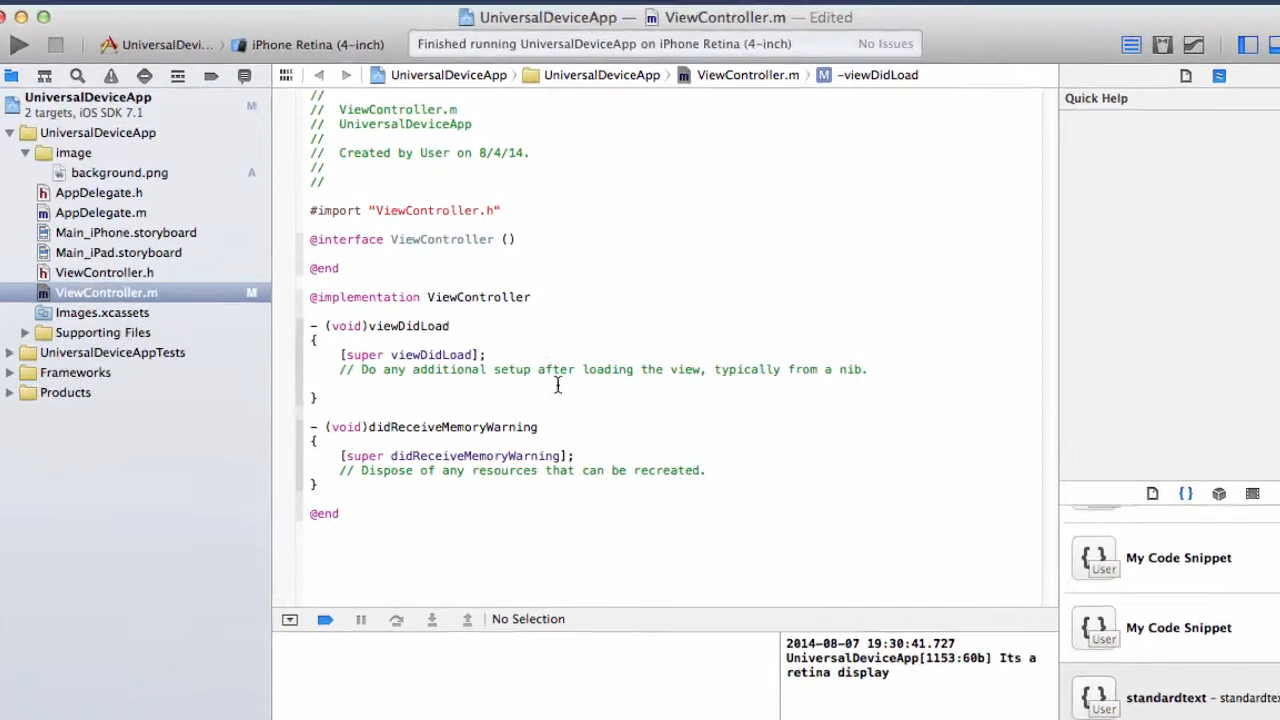 UniversalDeviceApp — ViewController.m — Edited
UniversalDevi... iPhone Retina (4-inch)
Finished running UniversalDeviceApp on iPhone Retina (4-inch) No Issues
UniversalDeviceApp
2 targets, iOS SDK 7.1
M
UniversalDeviceApp
image
background.png A
AppDelegate.h
AppDelegate.m
Main_iPhone.storyboard
Main_iPad.storyboard
ViewController.h
ViewController.m M
Images.xcassets
Supporting Files
UniversalDeviceAppTests
Frameworks
Products
UniversalDeviceApp UniversalDeviceApp ViewController.m M -viewDidLoad
//
// ViewController.m
// UniversalDeviceApp
//
// Created by User on 8/4/14.
//
//
#import "ViewController.h"
@interface ViewController ()
@end
@implementation ViewController
- (void)viewDidLoad
{
[super viewDidLoad];
// Do any additional setup after loading the view, typically from a nib.
}
- (void)didReceiveMemoryWarning
{
[super didReceiveMemoryWarning];
// Dispose of any resources that can be recreated.
}
@end
No Selection
2014-08-07 19:30:41.727
UniversalDeviceApp[1153:60b] Its a
retina display
Quick Help
{ }
{ } User My Code Snippet
{ } User My Code Snippet
{ } User standardtext - standardtex